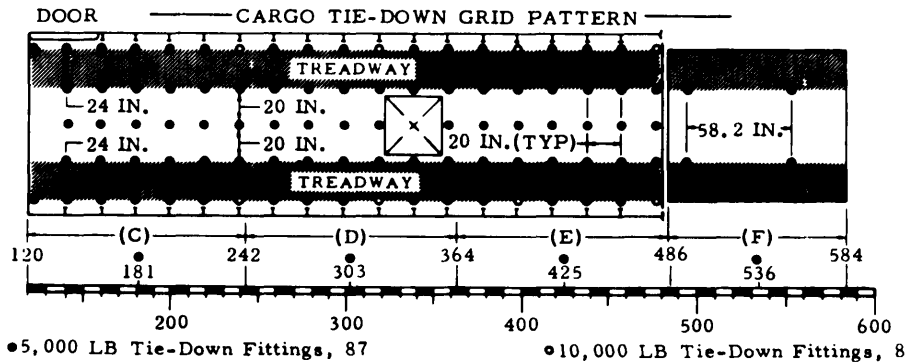 DOOR
CARGO TIE-DOWN GRID PATTERN
TREADWAY
24 IN. 20 IN.
58.2 IN.
24 IN. 20 IN. 20 IN.(TYP)
TREADWAY
(C) (D) (E) (F)
120 242 364 486 584
181 303 425 536
200 300 400 500 600
5,000 LB Tie-Down Fittings, 87 10,000 LB Tie-Down Fittings, 8